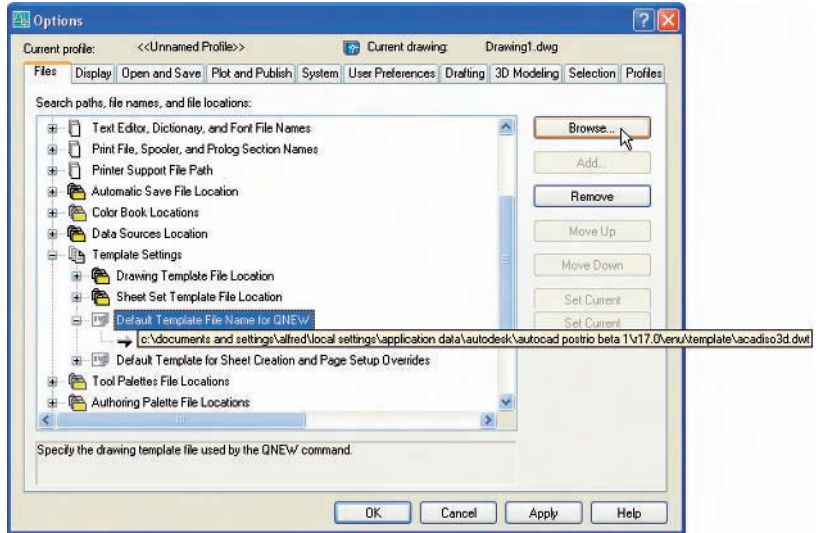 Options
Current profile: <<Unnamed Profile>> Current drawing: Drawing1.dwg
Files Display Open and Save Plot and Publish System User Preferences Drafting 3D Modeling Selection Profiles
Search paths, file names, and file locations:
Text Editor, Dictionary, and Font File Names
Print File, Spooler, and Prolog Section Names
Printer Support File Path
Automatic Save File Location
Color Book Locations
Data Sources Location
Template Settings
Drawing Template File Location
Sheet Set Template File Location
Default Template File Name for QNEW
c:\documents and settings\alfred\local settings\application data\autodesk\autocad postrio beta 1\r17.0\enu\template\acadiso3d.dwt
Default Template for Sheet Creation and Page Setup Overrides
Tool Palettes File Locations
Authoring Palette File Locations
Browse...
Add...
Remove
Move Up
Move Down
Set Current
Set Current
Specify the drawing template file used by the QNEW command.
OK Cancel Apply Help